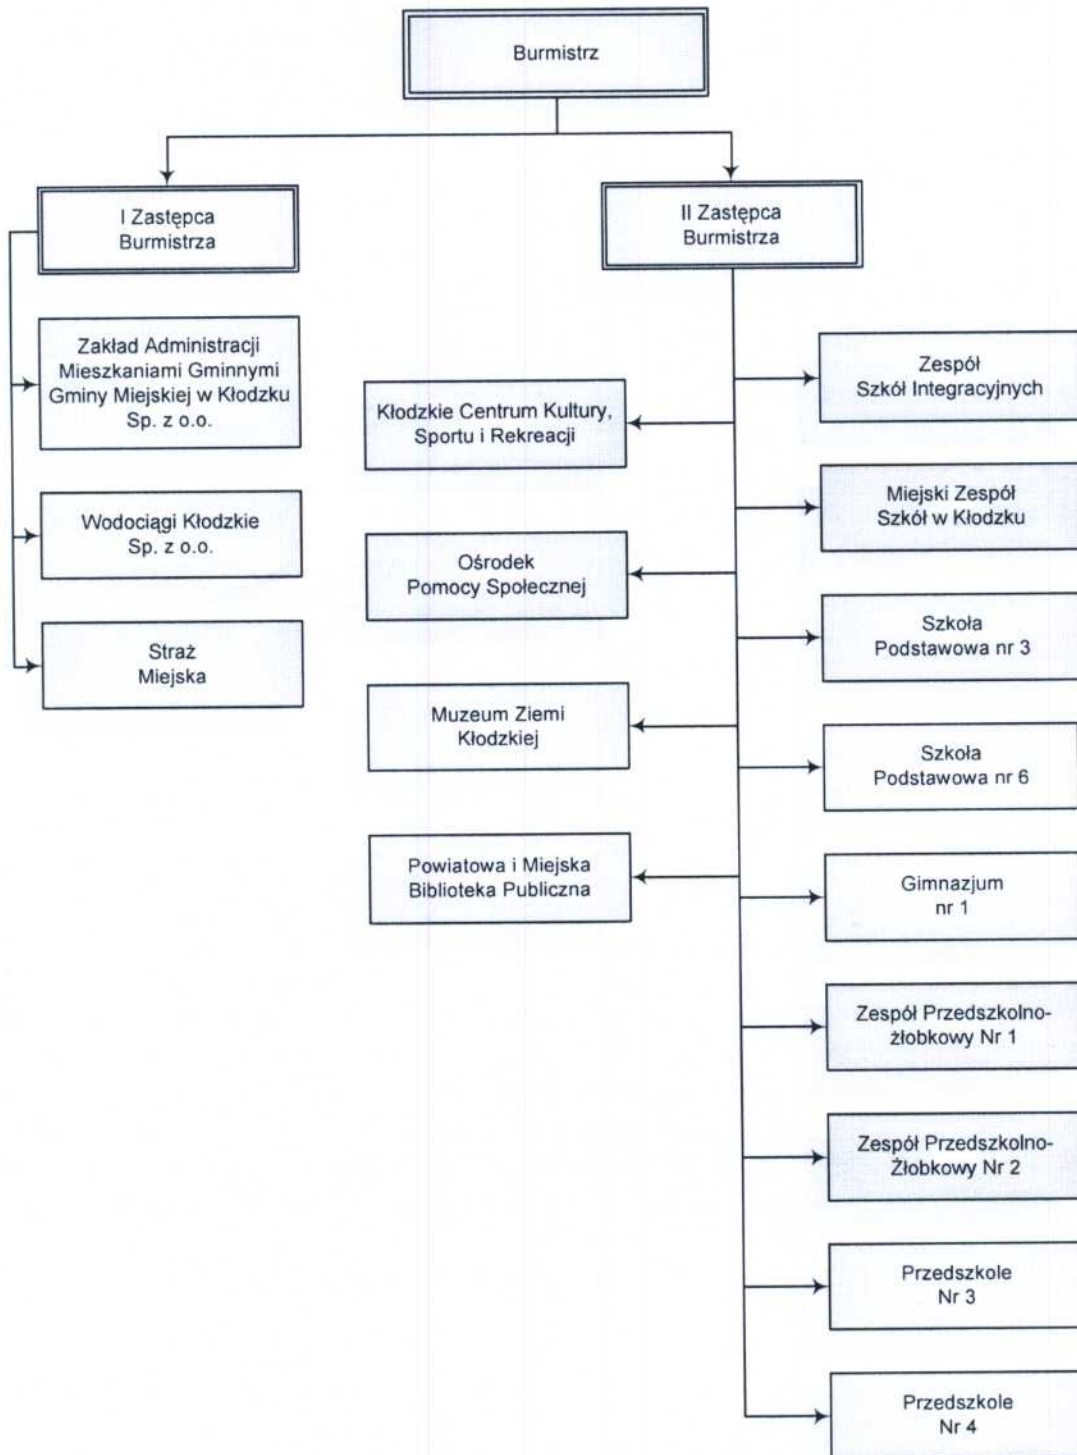 Burmistrz
I Zastępca
Burmistrza
II Zastępca
Burmistrza
Zakład Administracji
Mieszkaniami Gminnymi
Gminy Miejskiej w Kłodzku
Sp. z o.o.
Wodociągi Kłodzkie
Sp. z o.o.
Straż
Miejska
Kłodzkie Centrum Kultury,
Sportu i Rekreacji
Ośrodek
Pomocy Społecznej
Muzeum Ziemi
Kłodzkiej
Powiatowa i Miejska
Biblioteka Publiczna
Zespół
Szkół Integracyjnych
Miejski Zespół
Szkół w Kłodzku
Szkoła
Podstawowa nr 3
Szkoła
Podstawowa nr 6
Gimnazjum
nr 1
Zespół Przedszkolno-
żłobkowy Nr 1
Zespół Przedszkolno-
Żłobkowy Nr 2
Przedszkole
Nr 3
Przedszkole
Nr 4